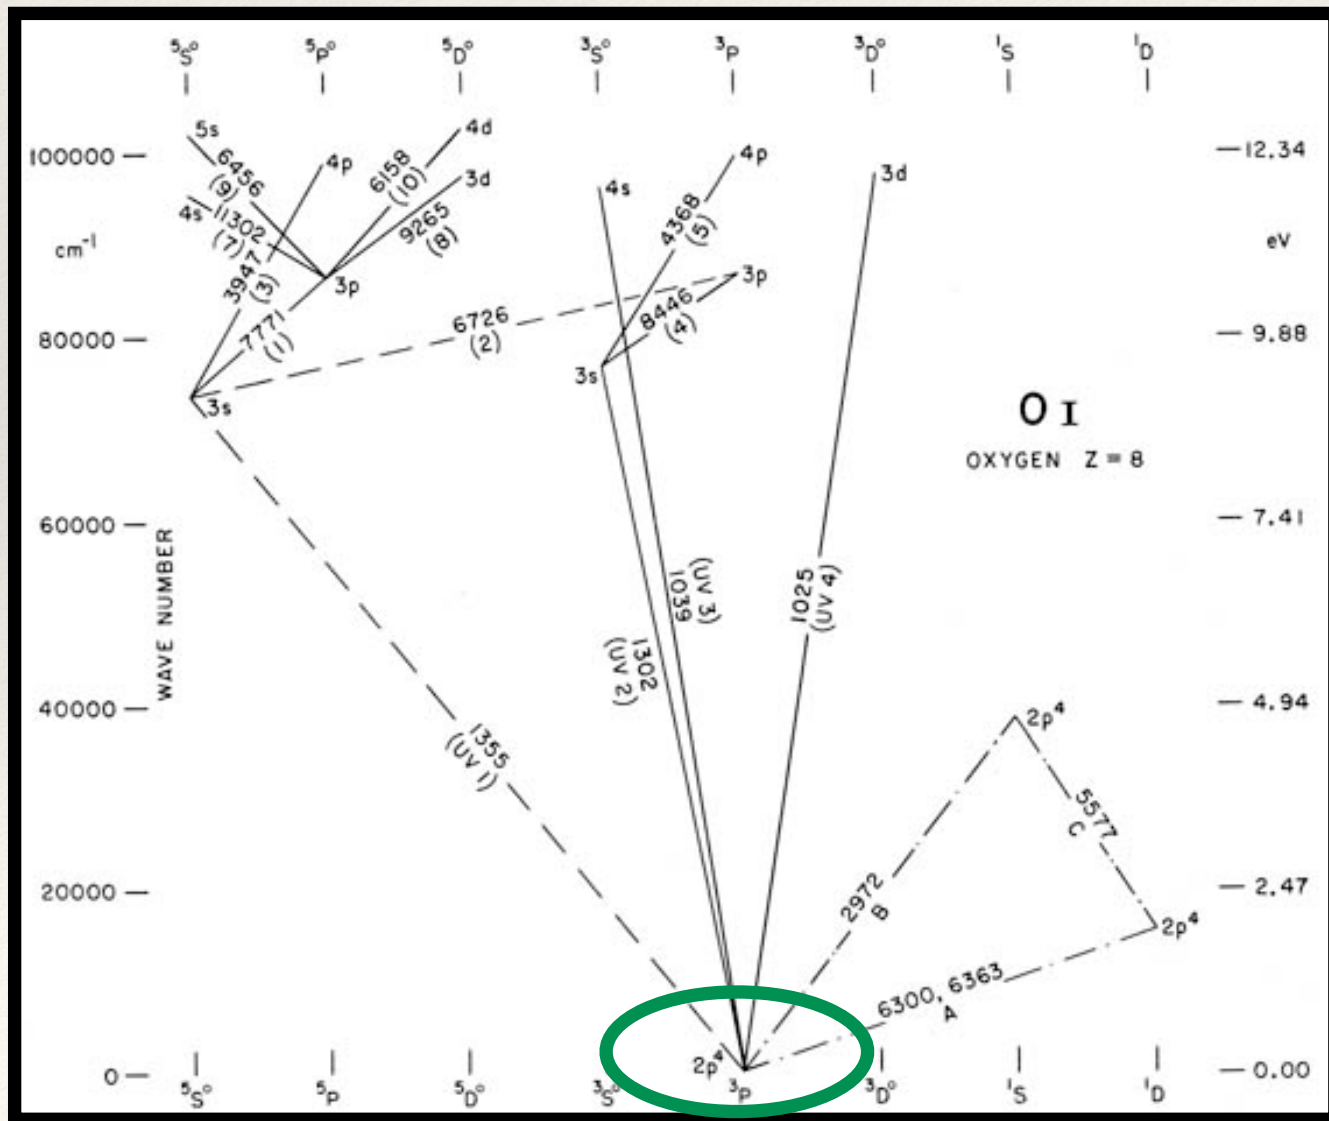 ⁵S° ⁵P° ⁵D° ³S° ³P ³D° ¹S ¹D
5s
4d
100000
12.34
4p
4p
6456
(9)
6158
(10)
3d
3d
4s
4s
11302
(7)
9265
(8)
4368
(5)
cm⁻¹
eV
3947
(3)
3p
3p
8446
(4)
7771
(1)
6726
(2)
80000
9.88
3s
3s
O I
OXYGEN Z = 8
60000
7.41
WAVE NUMBER
(UV 3)
1039
1025
(UV 4)
1302
(UV 2)
40000
4.94
2p⁴
1355
(UV 1)
5577
C
20000
2.47
2972
B
2p⁴
6300, 6363
A
2p⁴
0
0.00
⁵S° ⁵P ⁵D° ³S° ³P ³D° ¹S ¹D